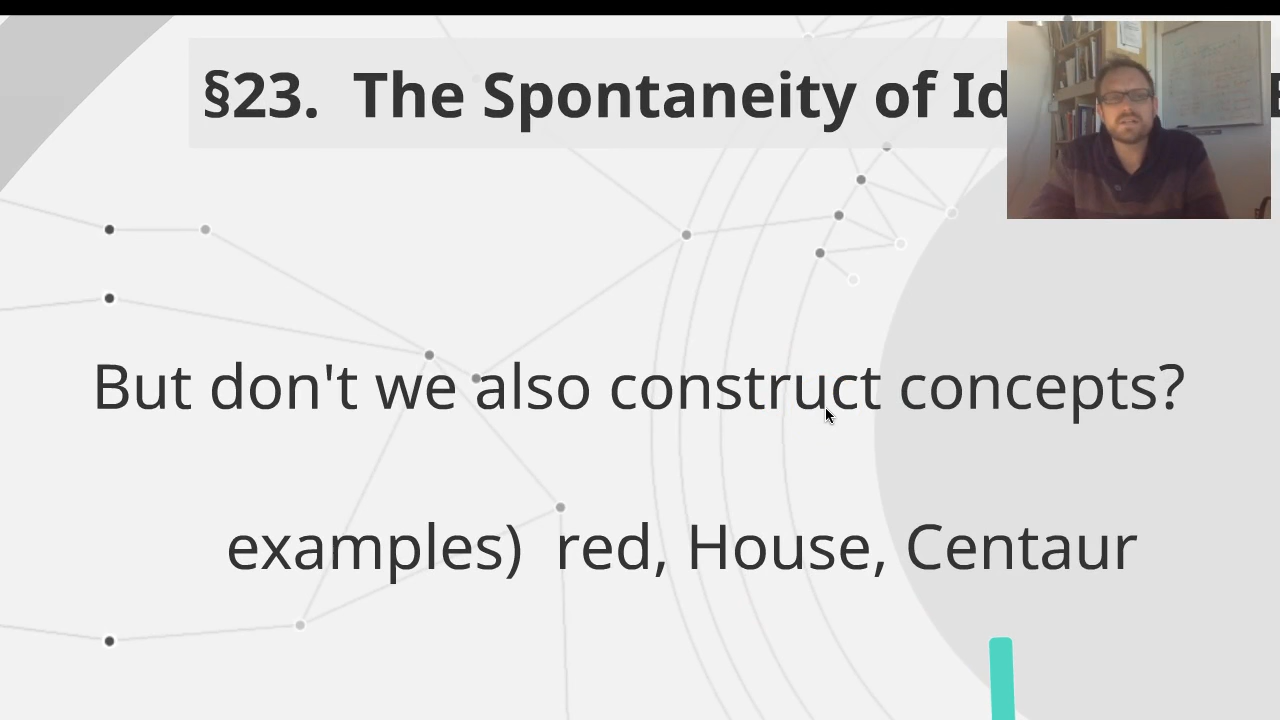 §23. The Spontaneity of Id
But don't we also construct concepts?
examples) red, House, Centaur